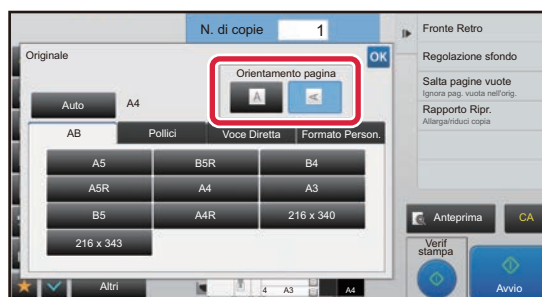 N. di copie 1
Originale
OK
Orientamento pagina
A A
Auto A4
AB Pollici Voce Diretta Formato Person.
A5 B5R B4
A5R A4 A3
B5 A4R 216 x 340
216 x 343
Altri
4 A3
A4
Fronte Retro
Regolazione sfondo
Salta pagine vuote
Ignora pag. vuota nell'orig.
Rapporto Ripr.
Allarga/riduci copia
Anteprima CA
Verif
stampa
Avvio